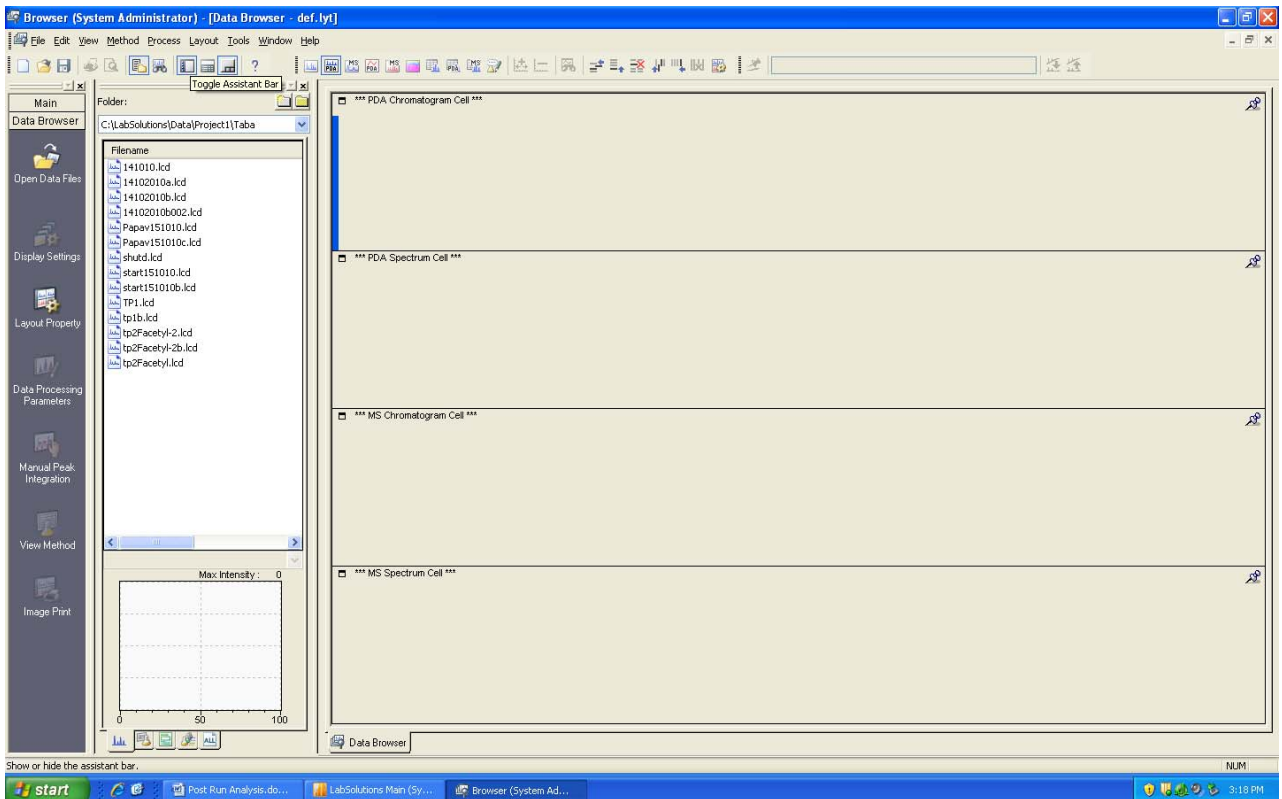 Browser (System Administrator) - [Data Browser - def.lyt]
File Edit View Method Process Layout Tools Window Help
?
Toggle Assistant Bar
Main
Data Browser
Open Data Files
Display Settings
Layout Property
Data Processing
Parameters
Manual Peak
Integration
View Method
Image Print
Folder:
C:\LabSolutions\Data\Project1\Taba
Filename
141010.lcd
14102010a.lcd
14102010b.lcd
14102010b002.lcd
Papav151010.lcd
Papav151010c.lcd
shutd.lcd
start151010.lcd
start151010b.lcd
TP1.lcd
tp1b.lcd
tp2Facetyl-2.lcd
tp2Facetyl-2b.lcd
tp2Facetyl.lcd
Max Intensity : 0
0 50 100
ALL
*** PDA Chromatogram Cell ***
*** PDA Spectrum Cell ***
*** MS Chromatogram Cell ***
*** MS Spectrum Cell ***
Data Browser
Show or hide the assistant bar.
NUM
start
Post Run Analysis.do...
LabSolutions Main (Sy...
Browser (System Ad...
3:18 PM